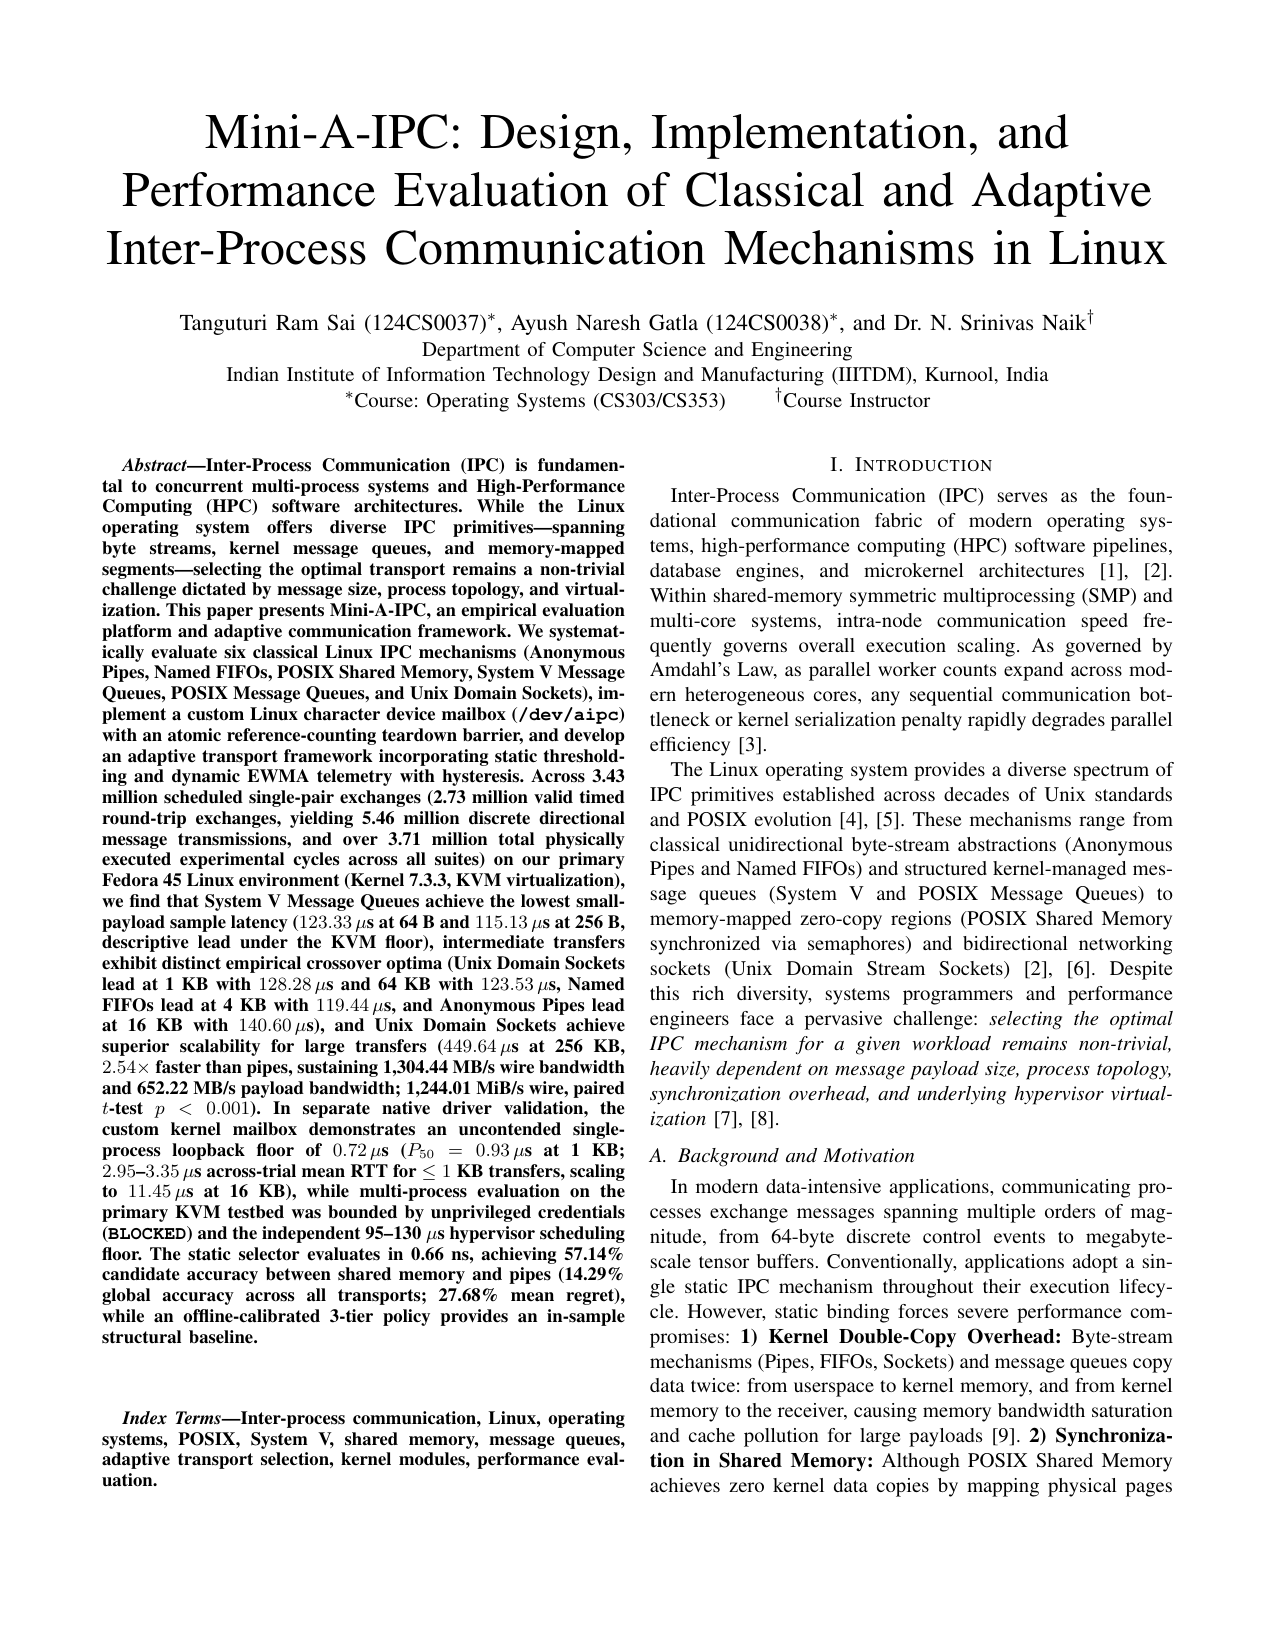 Mini-A-IPC: Design, Implementation, and
Performance Evaluation of Classical and Adaptive
Inter-Process Communication Mechanisms in Linux
Tanguturi Ram Sai (124CS0037)*, Ayush Naresh Gatla (124CS0038)*, and Dr. N. Srinivas Naik†
Department of Computer Science and Engineering
Indian Institute of Information Technology Design and Manufacturing (IIITDM), Kurnool, India
*Course: Operating Systems (CS303/CS353) †Course Instructor
Abstract—Inter-Process Communication (IPC) is fundamen-
tal to concurrent multi-process systems and High-Performance
Computing (HPC) software architectures. While the Linux
operating system offers diverse IPC primitives—spanning
byte streams, kernel message queues, and memory-mapped
segments—selecting the optimal transport remains a non-trivial
challenge dictated by message size, process topology, and virtual-
ization. This paper presents Mini-A-IPC, an empirical evaluation
platform and adaptive communication framework. We systemat-
ically evaluate six classical Linux IPC mechanisms (Anonymous
Pipes, Named FIFOs, POSIX Shared Memory, System V Message
Queues, POSIX Message Queues, and Unix Domain Sockets), im-
plement a custom Linux character device mailbox (/dev/aipc)
with an atomic reference-counting teardown barrier, and develop
an adaptive transport framework incorporating static threshold-
ing and dynamic EWMA telemetry with hysteresis. Across 3.43
million scheduled single-pair exchanges (2.73 million valid timed
round-trip exchanges, yielding 5.46 million discrete directional
message transmissions, and over 3.71 million total physically
executed experimental cycles across all suites) on our primary
Fedora 45 Linux environment (Kernel 7.3.3, KVM virtualization),
we find that System V Message Queues achieve the lowest small-
payload sample latency (123.33 μs at 64 B and 115.13 μs at 256 B,
descriptive lead under the KVM floor), intermediate transfers
exhibit distinct empirical crossover optima (Unix Domain Sockets
lead at 1 KB with 128.28 μs and 64 KB with 123.53 μs, Named
FIFOs lead at 4 KB with 119.44 μs, and Anonymous Pipes lead
at 16 KB with 140.60 μs), and Unix Domain Sockets achieve
superior scalability for large transfers (449.64 μs at 256 KB,
2.54× faster than pipes, sustaining 1,304.44 MB/s wire bandwidth
and 652.22 MB/s payload bandwidth; 1,244.01 MiB/s wire, paired
t-test p < 0.001). In separate native driver validation, the
custom kernel mailbox demonstrates an uncontended single-
process loopback floor of 0.72 μs (P50 = 0.93 μs at 1 KB;
2.95–3.35 μs across-trial mean RTT for ≤ 1 KB transfers, scaling
to 11.45 μs at 16 KB), while multi-process evaluation on the
primary KVM testbed was bounded by unprivileged credentials
(BLOCKED) and the independent 95–130 μs hypervisor scheduling
floor. The static selector evaluates in 0.66 ns, achieving 57.14%
candidate accuracy between shared memory and pipes (14.29%
global accuracy across all transports; 27.68% mean regret),
while an offline-calibrated 3-tier policy provides an in-sample
structural baseline.
Index Terms—Inter-process communication, Linux, operating
systems, POSIX, System V, shared memory, message queues,
adaptive transport selection, kernel modules, performance eval-
uation.
I. INTRODUCTION
Inter-Process Communication (IPC) serves as the foun-
dational communication fabric of modern operating sys-
tems, high-performance computing (HPC) software pipelines,
database engines, and microkernel architectures [1], [2].
Within shared-memory symmetric multiprocessing (SMP) and
multi-core systems, intra-node communication speed fre-
quently governs overall execution scaling. As governed by
Amdahl's Law, as parallel worker counts expand across mod-
ern heterogeneous cores, any sequential communication bot-
tleneck or kernel serialization penalty rapidly degrades parallel
efficiency [3].
The Linux operating system provides a diverse spectrum of
IPC primitives established across decades of Unix standards
and POSIX evolution [4], [5]. These mechanisms range from
classical unidirectional byte-stream abstractions (Anonymous
Pipes and Named FIFOs) and structured kernel-managed mes-
sage queues (System V and POSIX Message Queues) to
memory-mapped zero-copy regions (POSIX Shared Memory
synchronized via semaphores) and bidirectional networking
sockets (Unix Domain Stream Sockets) [2], [6]. Despite
this rich diversity, systems programmers and performance
engineers face a pervasive challenge: selecting the optimal
IPC mechanism for a given workload remains non-trivial,
heavily dependent on message payload size, process topology,
synchronization overhead, and underlying hypervisor virtual-
ization [7], [8].
A. Background and Motivation
In modern data-intensive applications, communicating pro-
cesses exchange messages spanning multiple orders of mag-
nitude, from 64-byte discrete control events to megabyte-
scale tensor buffers. Conventionally, applications adopt a sin-
gle static IPC mechanism throughout their execution lifecy-
cle. However, static binding forces severe performance com-
promises: 1) Kernel Double-Copy Overhead: Byte-stream
mechanisms (Pipes, FIFOs, Sockets) and message queues copy
data twice: from userspace to kernel memory, and from kernel
memory to the receiver, causing memory bandwidth saturation
and cache pollution for large payloads [9]. 2) Synchroniza-
tion in Shared Memory: Although POSIX Shared Memory
achieves zero kernel data copies by mapping physical pages